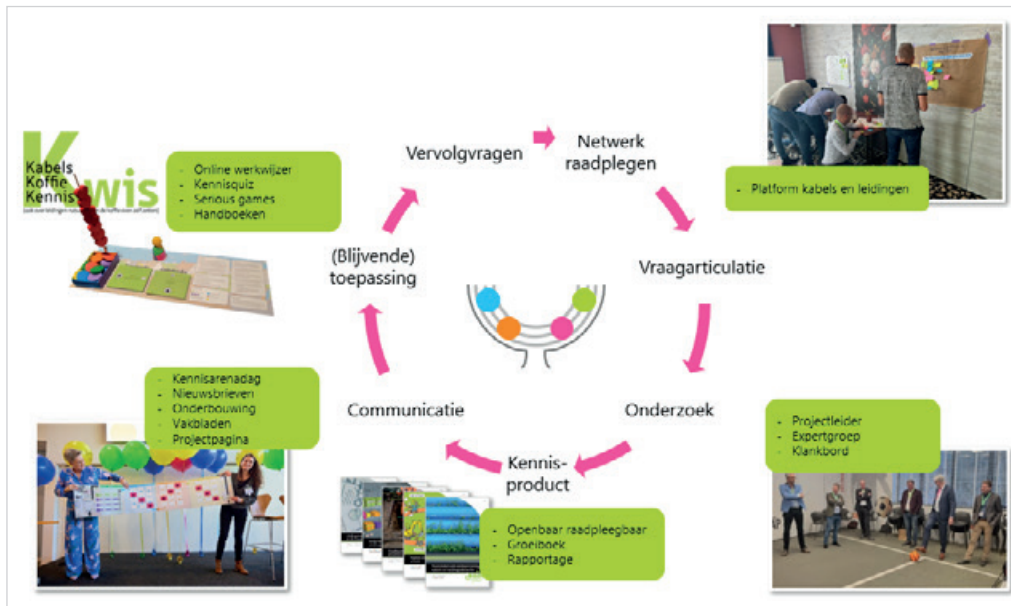 Vervolgvragen
Netwerk
raadplegen
- Platform kabels en leidingen
Vraagarticulatie
Onderzoek
- Projectleider
- Expertgroep
- Klankbord
Kennis-
product
- Openbaar raadpleegbaar
- Groeiboek
- Rapportage
Communicatie
- Kennisarenadag
- Nieuwsbrieven
- Onderbouwing
- Vakbladen
- Projectpagina
(Blijvende)
toepassing
- Online werkwijzer
- Kennisquiz
- Serious games
- Handboeken
Kwis
Kabels
Koffie
Kennis